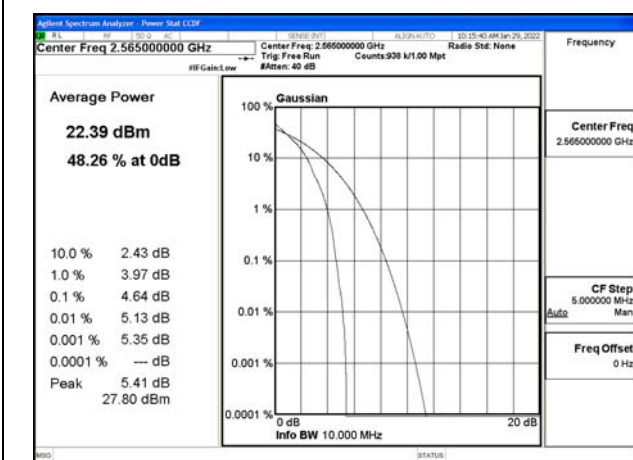 Agilent Spectrum Analyzer - Power Stat CCDF
RL RF 50 Ω AC SENSE:INT ALIGNAUTO 10:15:40 AM Jan 29, 2022
Center Freq 2.565000000 GHz
Center Freq: 2.565000000 GHz Radio Std: None
Trig: Free Run Counts:938 k/1.00 Mpt
#IFGain:Low #Atten: 40 dB
Frequency
Average Power
22.39 dBm
48.26 % at 0dB
10.0 % 2.43 dB
1.0 % 3.97 dB
0.1 % 4.64 dB
0.01 % 5.13 dB
0.001 % 5.35 dB
0.0001 % --- dB
Peak 5.41 dB
27.80 dBm
Gaussian
100 %
10 %
1 %
0.1 %
0.01 %
0.001 %
0.0001 %
0 dB 20 dB
Info BW 10.000 MHz
Center Freq
2.565000000 GHz
CF Step
5.000000 MHz
Auto Man
Freq Offset
0 Hz
MSG STATUS